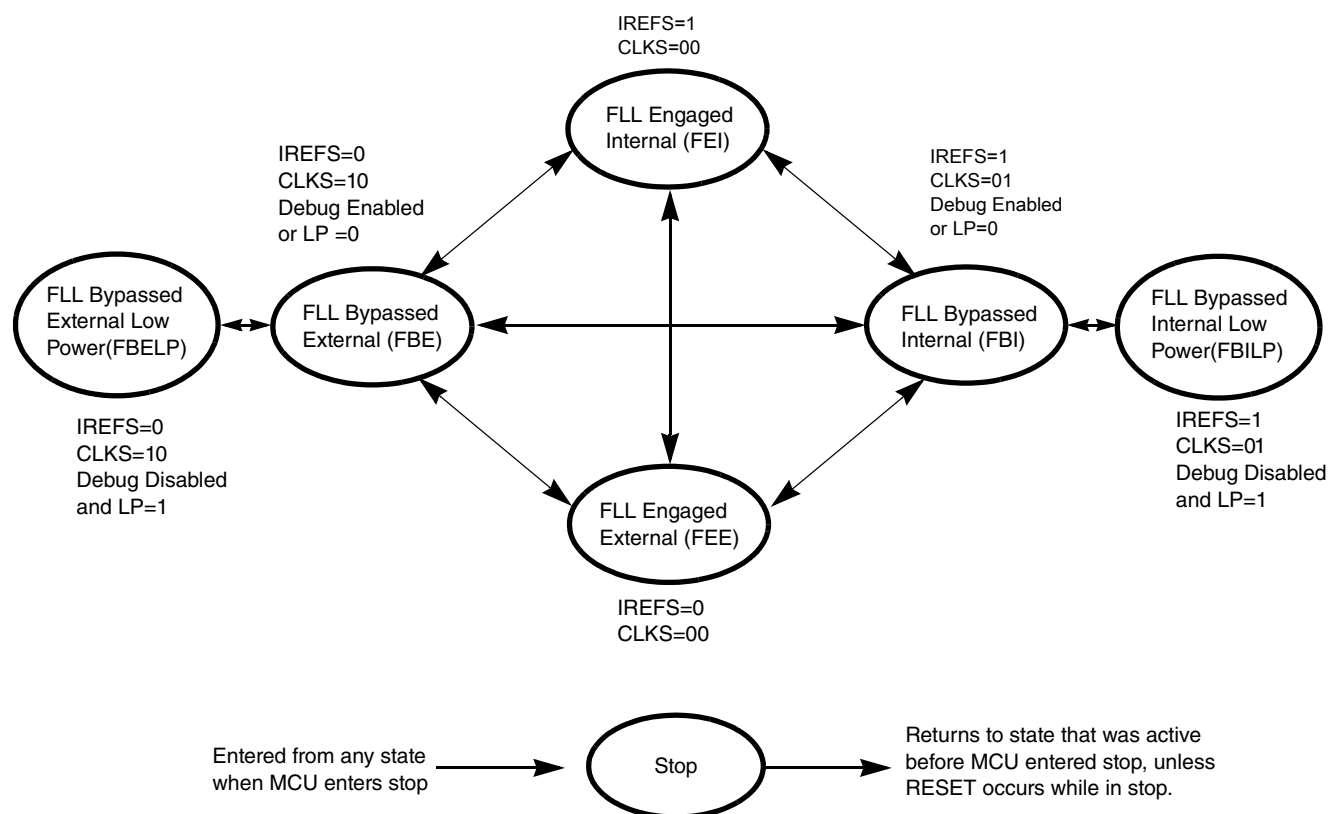 IREFS=1
CLKS=00
FLL Engaged
Internal (FEI)
IREFS=0
CLKS=10
Debug Enabled
or LP =0
IREFS=1
CLKS=01
Debug Enabled
or LP=0
FLL Bypassed
External Low
Power(FBELP)
FLL Bypassed
External (FBE)
FLL Bypassed
Internal (FBI)
FLL Bypassed
Internal Low
Power(FBILP)
IREFS=0
CLKS=10
Debug Disabled
and LP=1
IREFS=1
CLKS=01
Debug Disabled
and LP=1
FLL Engaged
External (FEE)
IREFS=0
CLKS=00
Entered from any state
when MCU enters stop
Stop
Returns to state that was active
before MCU entered stop, unless
RESET occurs while in stop.